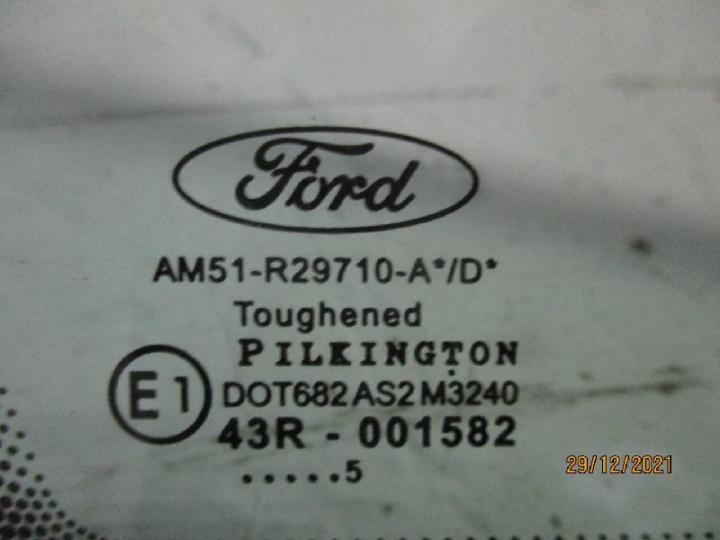 Ford
AM51-R29710-A*/D*
Toughened
PILKINGTON
E1
DOT682 AS2 M3240
43R - 001582
.....5
29/12/2021